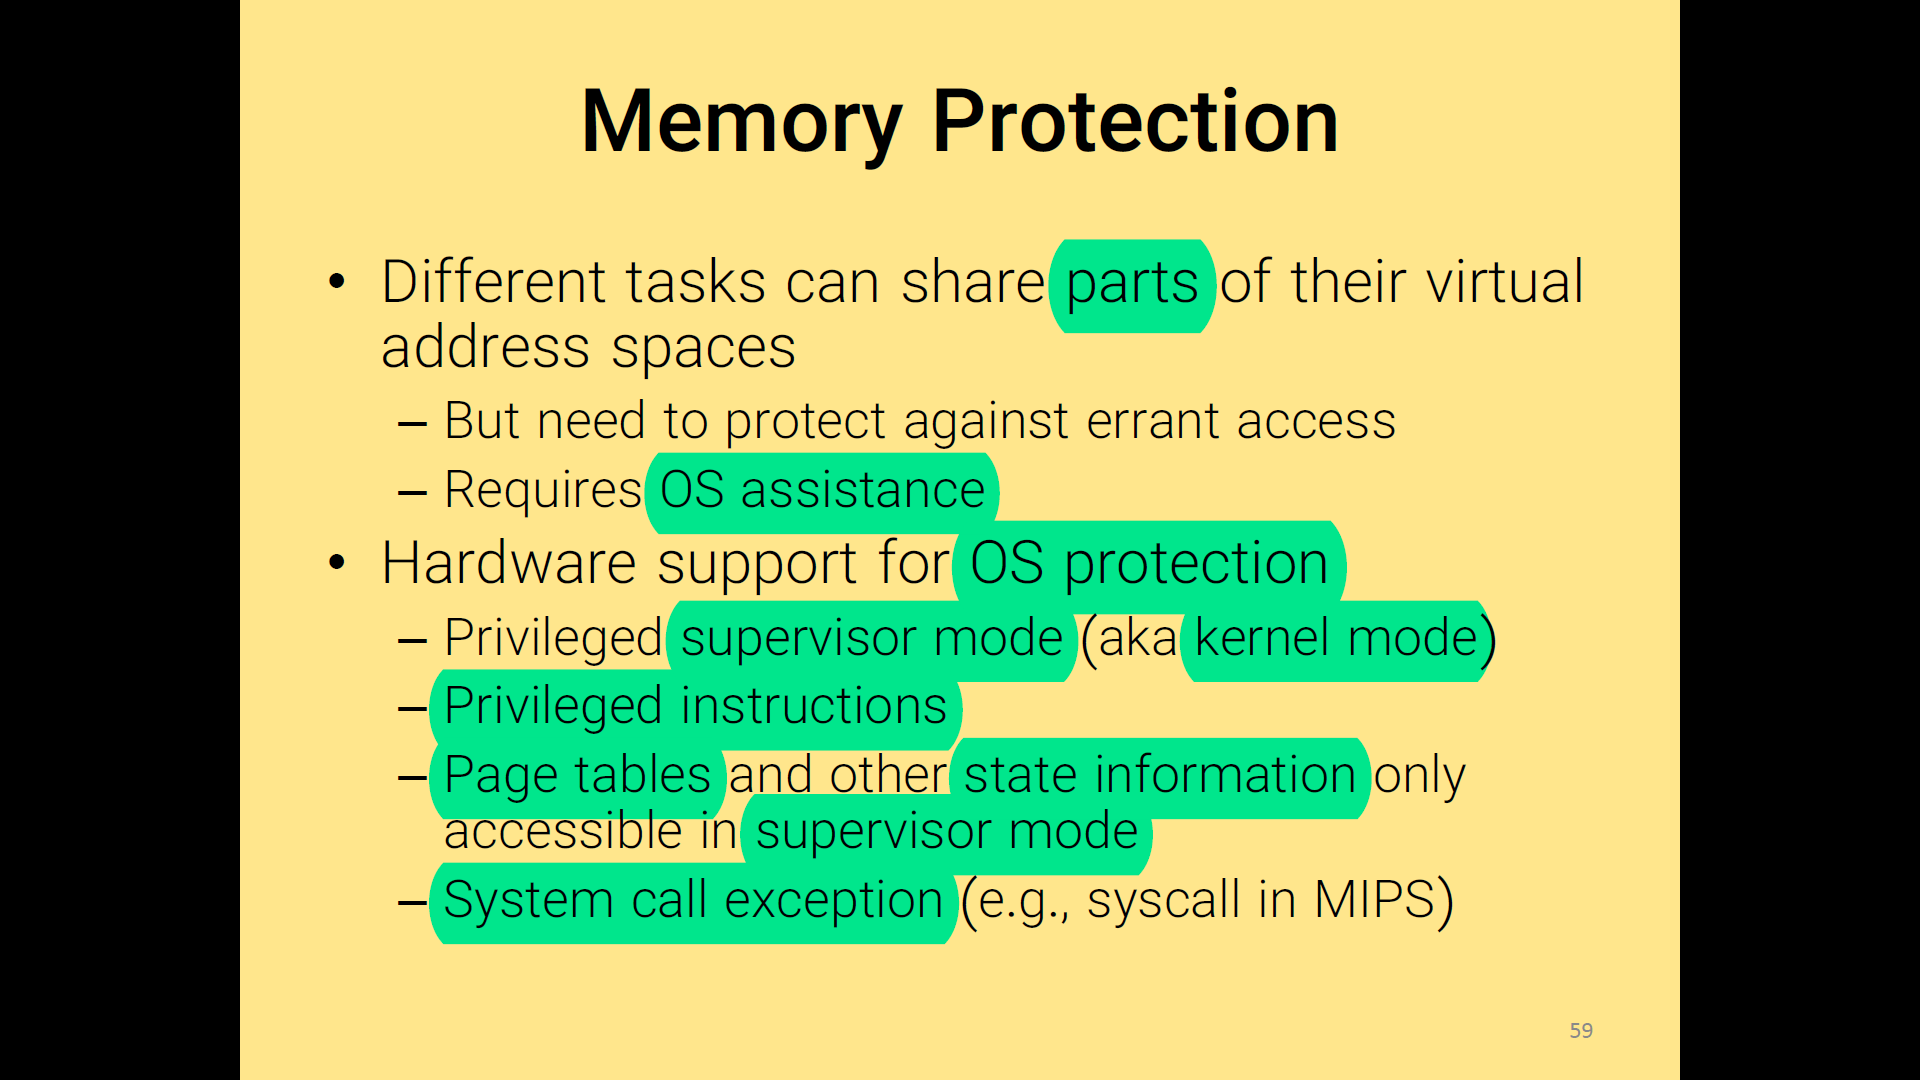 Memory Protection
• Different tasks can share parts of their virtual
address spaces
– But need to protect against errant access
– Requires OS assistance
• Hardware support for OS protection
– Privileged supervisor mode (aka kernel mode)
– Privileged instructions
– Page tables and other state information only
accessible in supervisor mode
– System call exception (e.g., syscall in MIPS)
59